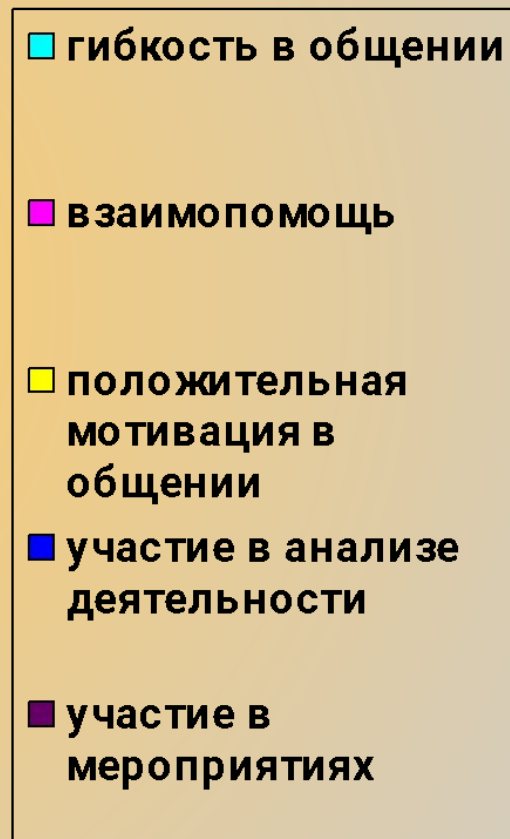 гибкость в общении
взаимопомощь
положительная
мотивация в
общении
участие в анализе
деятельности
участие в
мероприятиях